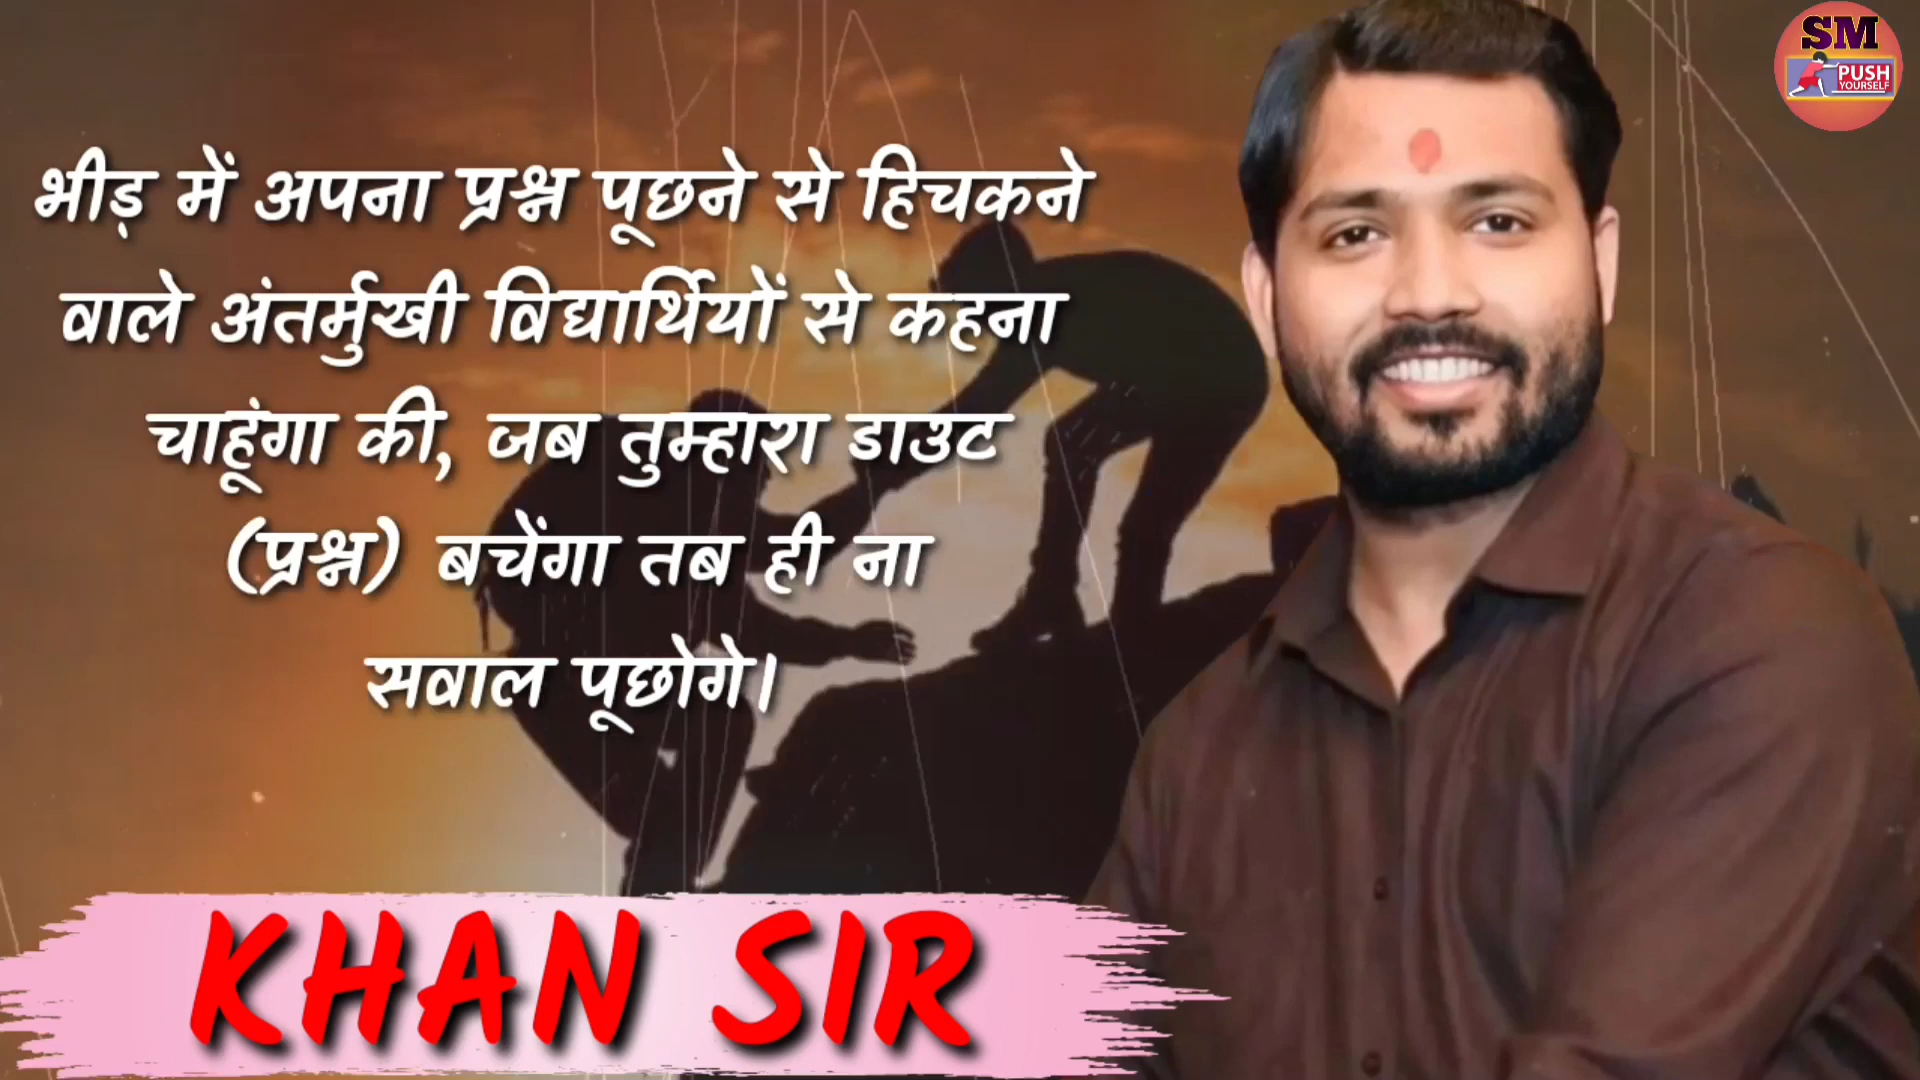 SM
PUSH
YOURSELF
भीड़ में अपना प्रश्न पूछने से हिचकने
वाले अंतर्मुखी विद्यार्थियों से कहना
चाहूंगा की, जब तुम्हारा डाउट
(प्रश्न) बचेंगा तब ही ना
सवाल पूछोगे।
KHAN SIR